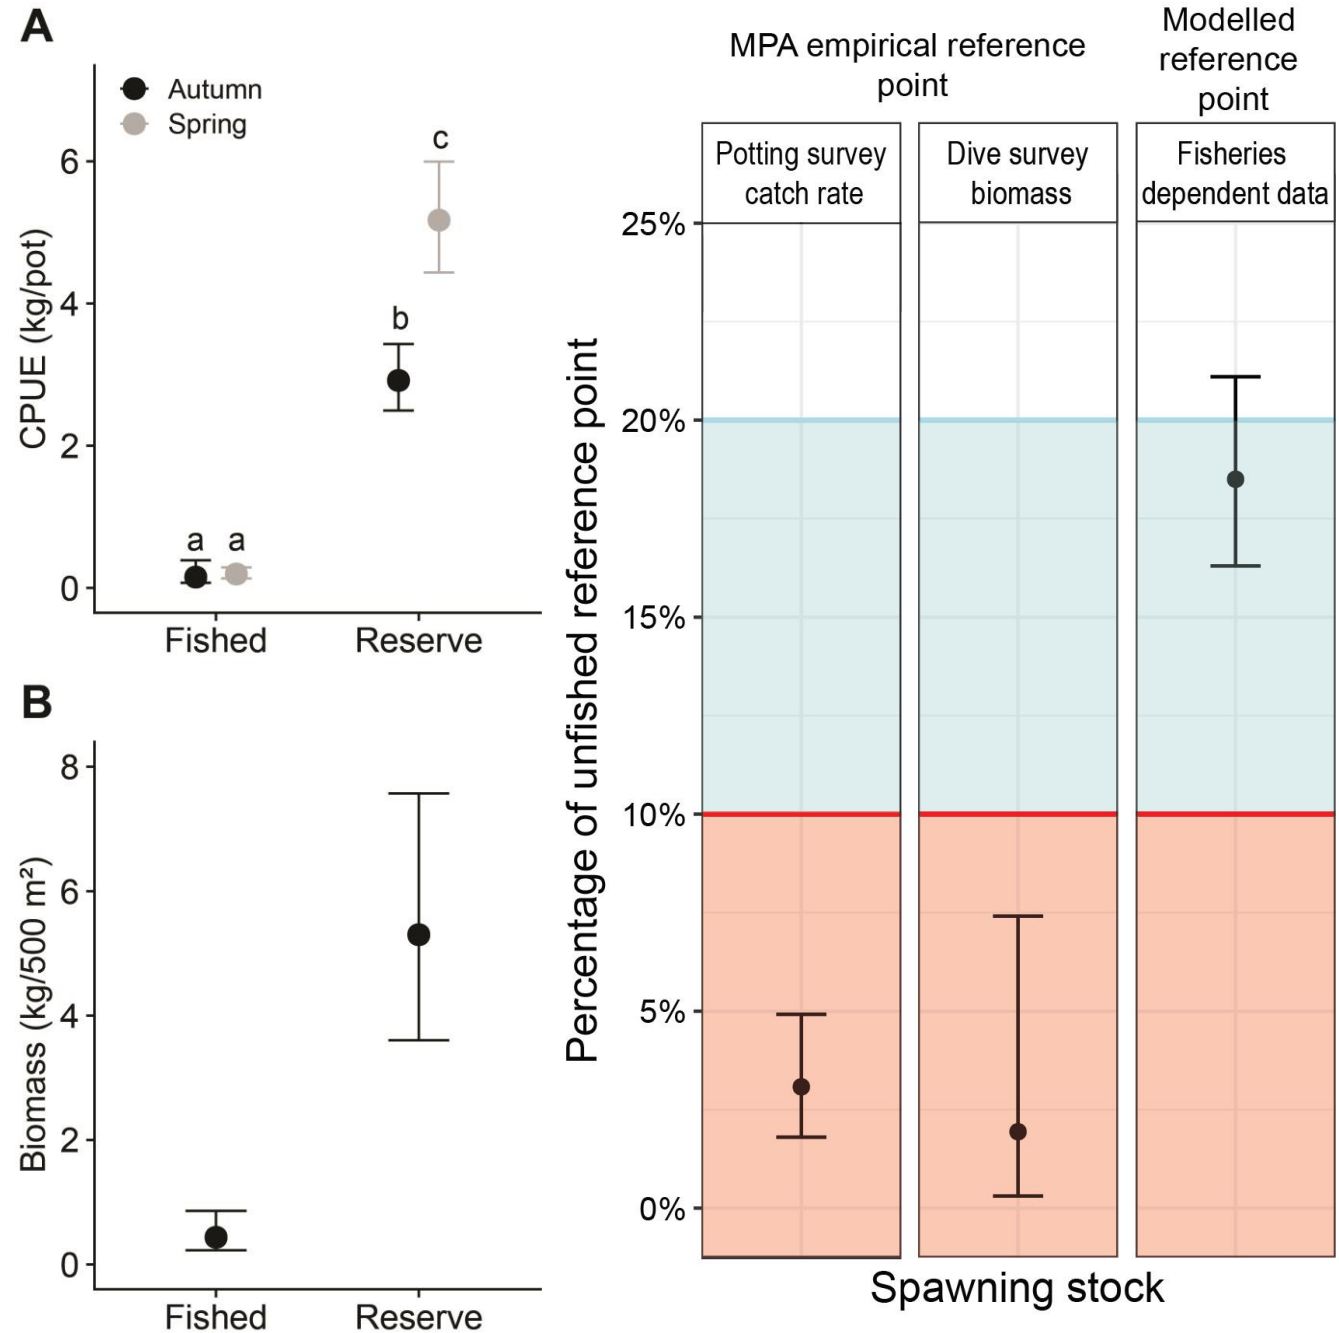 A
Autumn
Spring
CPUE (kg/pot)
6
4
2
0
a
a
b
c
Fished
Reserve
B
Biomass (kg/500 m²)
8
6
4
2
0
Fished
Reserve
MPA empirical reference
point
Modelled
reference
point
Potting survey
catch rate
Dive survey
biomass
Fisheries
dependent data
Percentage of unfished reference point
25%
20%
15%
10%
5%
0%
Spawning stock